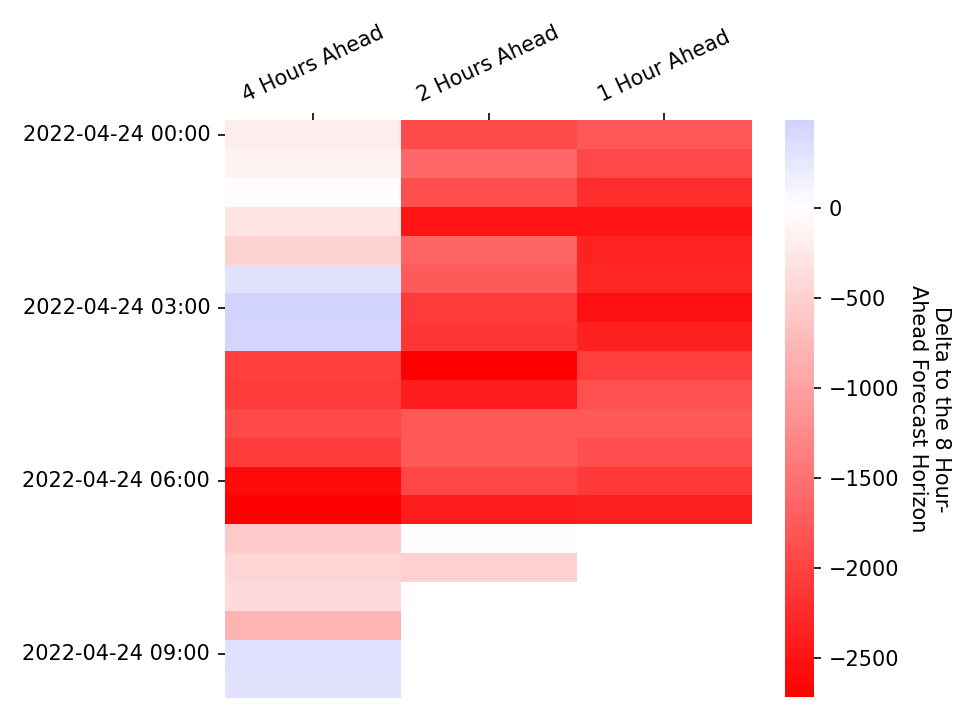 4 Hours Ahead
2 Hours Ahead
1 Hour Ahead
2022-04-24 00:00
2022-04-24 03:00
2022-04-24 06:00
2022-04-24 09:00
0
−500
−1000
−1500
−2000
−2500
Delta to the 8 Hour-
Ahead Forecast Horizon